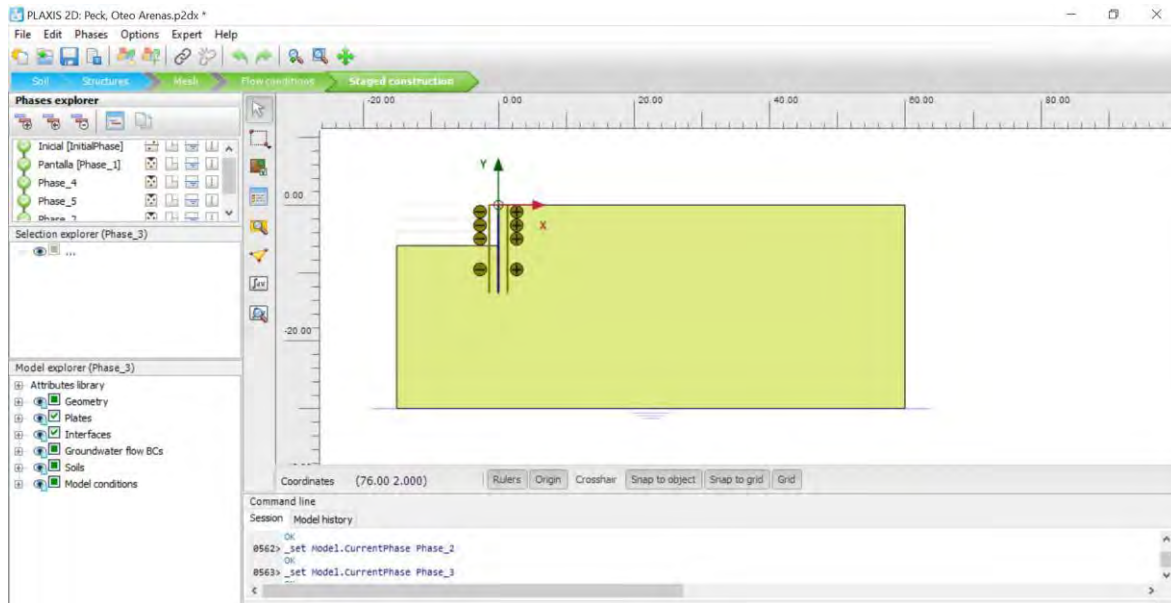 PLAXIS 2D: Peck, Oteo Arenas.p2dx *
File Edit Phases Options Expert Help
Soil Structures Mesh Flow conditions Staged construction
Phases explorer
Inicial [InitialPhase]
Pantalla [Phase_1]
Phase_4
Phase_5
Selection explorer (Phase_3)
...
Model explorer (Phase_3)
Attributes library
Geometry
Plates
Interfaces
Groundwater flow BCs
Soils
Model conditions
-20.00 0.00 20.00 40.00 60.00 80.00
0.00
-20.00
Y
X
Coordinates (76.00 2.000) Rulers Origin Crosshair Snap to object Snap to grid Grid
Command line
Session Model history
OK
0562> _set Model.CurrentPhase Phase_2
OK
0563> _set Model.CurrentPhase Phase_3